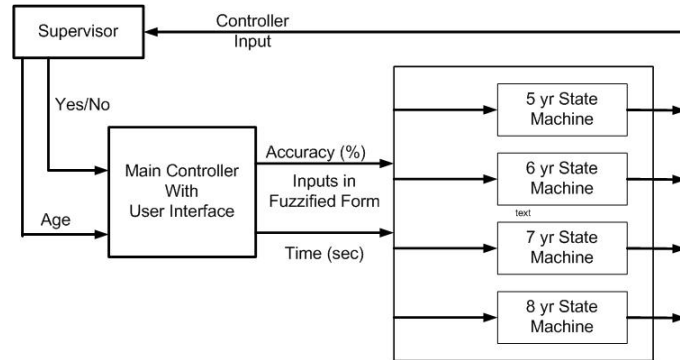 Supervisor
Controller
Input
Yes/No
Age
Main Controller
With
User Interface
Accuracy (%)
Inputs in
Fuzzified Form
Time (sec)
5 yr State
Machine
6 yr State
Machine
text
7 yr State
Machine
8 yr State
Machine